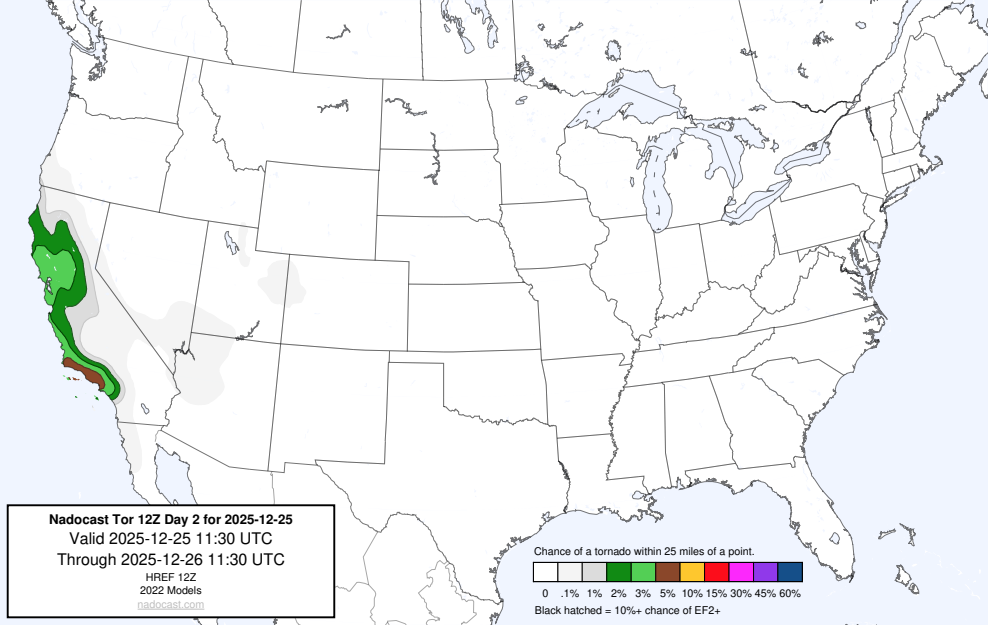 Nadocast Tor 12Z Day 2 for 2025-12-25
Valid 2025-12-25 11:30 UTC
Through 2025-12-26 11:30 UTC
HREF 12Z
2022 Models
nadocast.com
Chance of a tornado within 25 miles of a point.
0 .1% 1% 2% 3% 5% 10% 15% 30% 45% 60%
Black hatched = 10%+ chance of EF2+